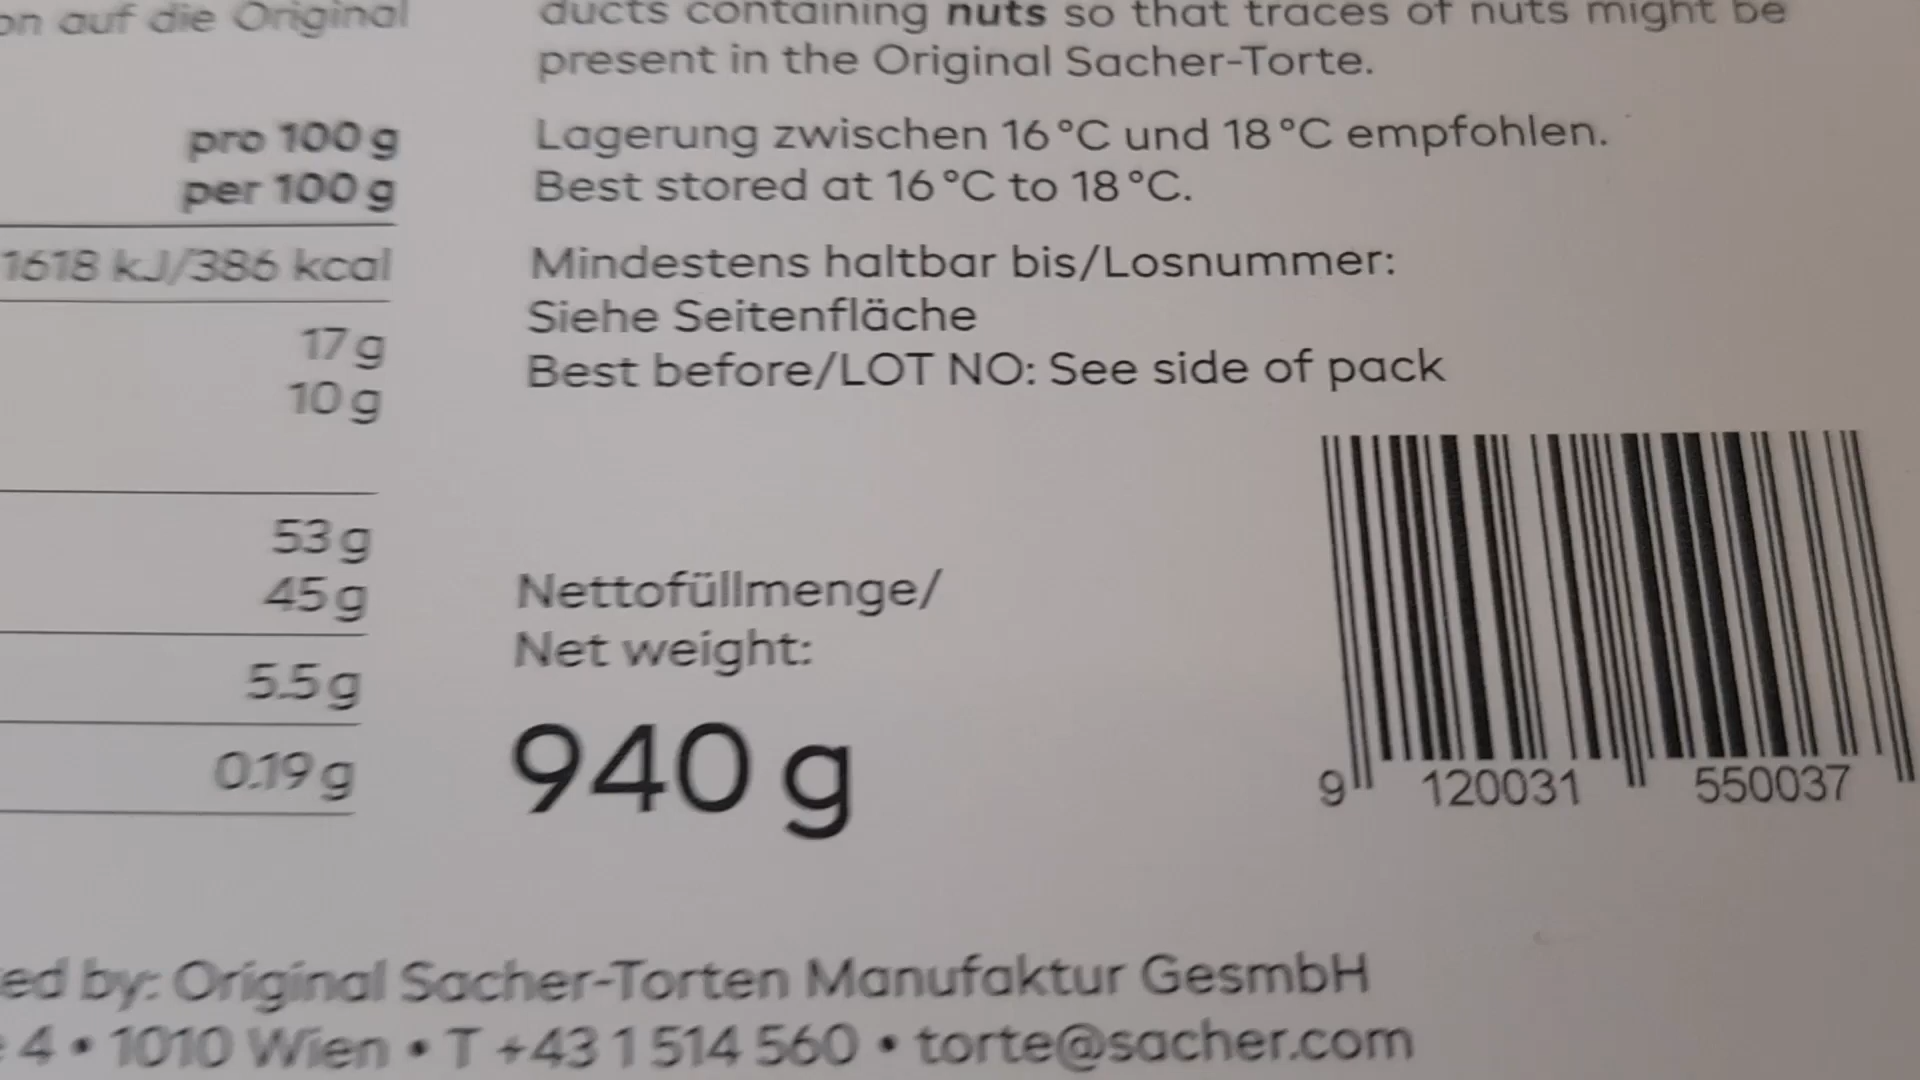 on auf die Original
pro 100 g
per 100 g
1618 kJ/386 kcal
17 g
10 g
53 g
45 g
5.5 g
0.19 g
ducts containing nuts so that traces of nuts might be
present in the Original Sacher-Torte.
Lagerung zwischen 16 °C und 18 °C empfohlen.
Best stored at 16 °C to 18 °C.
Mindestens haltbar bis/Losnummer:
Siehe Seitenfläche
Best before/LOT NO: See side of pack
Nettofüllmenge/
Net weight:
940 g
9 120031 550037
ed by: Original Sacher-Torten Manufaktur GesmbH
4 • 1010 Wien • T +43 1 514 560 • torte@sacher.com